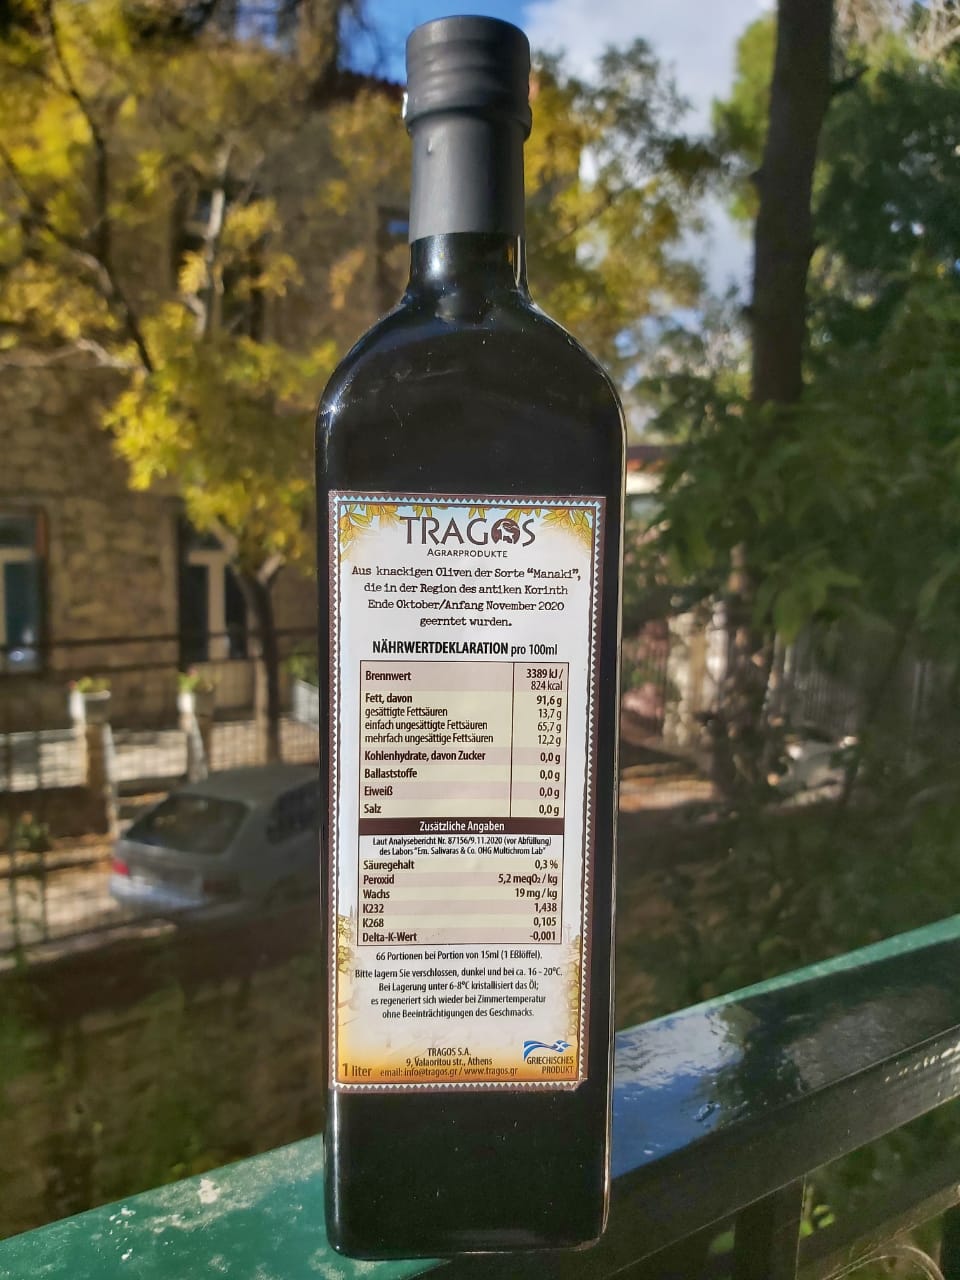 TRAGOS
AGRARPRODUKTE
Aus knackigen Oliven der Sorte "Manaki",
die in der Region des antiken Korinth
Ende Oktober/Anfang November 2020
geerntet wurden.
NÄHRWERTDEKLARATION pro 100ml
Brennwert 3389 kJ /
824 kcal
Fett, davon 91,6 g
gesättigte Fettsäuren 13,7 g
einfach ungesättigte Fettsäuren 65,7 g
mehrfach ungesättige Fettsäuren 12,2 g
Kohlenhydrate, davon Zucker 0,0 g
Ballaststoffe 0,0 g
Eiweiß 0,0 g
Salz 0,0 g
Zusätzliche Angaben
Laut Analysebericht Nr. 87156/9.11.2020 (vor Abfüllung)
des Labors "Em. Salivaras & Co. OHG Multichrom Lab"
Säuregehalt 0,3 %
Peroxid 5,2 meqO₂ / kg
Wachs 19 mg / kg
K232 1,438
K268 0,105
Delta-K-Wert -0,001
66 Portionen bei Portion von 15ml (1 Eßlöffel).
Bitte lagern Sie verschlossen, dunkel und bei ca. 16 - 20°C.
Bei Lagerung unter 6-8°C kristallisiert das Öl;
es regeneriert sich wieder bei Zimmertemperatur
ohne Beeinträchtigungen des Geschmacks.
TRAGOS S.A.
9, Valaoritou str., Athens
1 liter email: info@tragos.gr / www.tragos.gr
GRIECHISCHES
PRODUKT